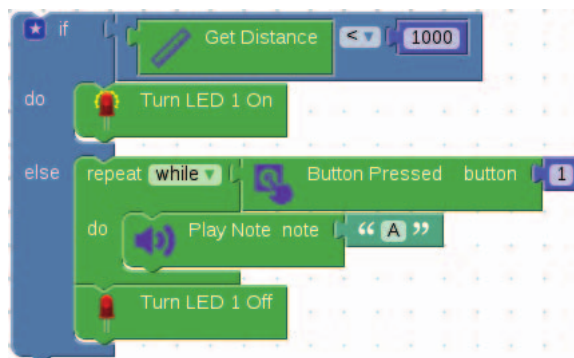 if Get Distance < 1000
do Turn LED 1 On
else repeat while Button Pressed button 1
do Play Note note “ A ”
Turn LED 1 Off